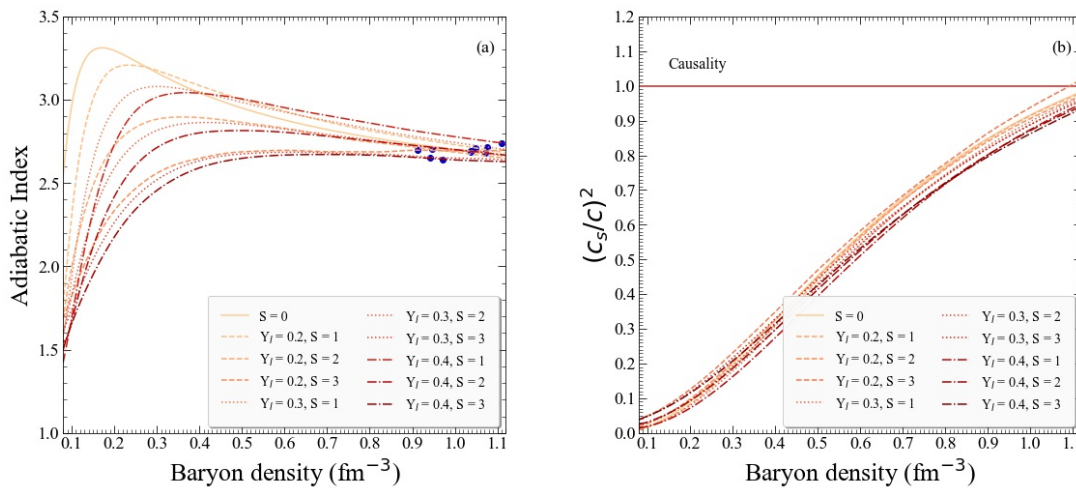 3.5
(a)
3.0
2.5
2.0
1.5
1.0
Adiabatic Index
S = 0
Y_l = 0.2, S = 1
Y_l = 0.2, S = 2
Y_l = 0.2, S = 3
Y_l = 0.3, S = 1
Y_l = 0.3, S = 2
Y_l = 0.3, S = 3
Y_l = 0.4, S = 1
Y_l = 0.4, S = 2
Y_l = 0.4, S = 3
0.1 0.2 0.3 0.4 0.5 0.6 0.7 0.8 0.9 1.0 1.1
Baryon density (fm⁻³)
1.2
(b)
1.1
Causality
1.0
0.9
0.8
0.7
0.6
0.5
0.4
0.3
0.2
0.1
0.0
(c_s/c)²
S = 0
Y_l = 0.2, S = 1
Y_l = 0.2, S = 2
Y_l = 0.2, S = 3
Y_l = 0.3, S = 1
Y_l = 0.3, S = 2
Y_l = 0.3, S = 3
Y_l = 0.4, S = 1
Y_l = 0.4, S = 2
Y_l = 0.4, S = 3
0.1 0.2 0.3 0.4 0.5 0.6 0.7 0.8 0.9 1.0 1.1
Baryon density (fm⁻³)